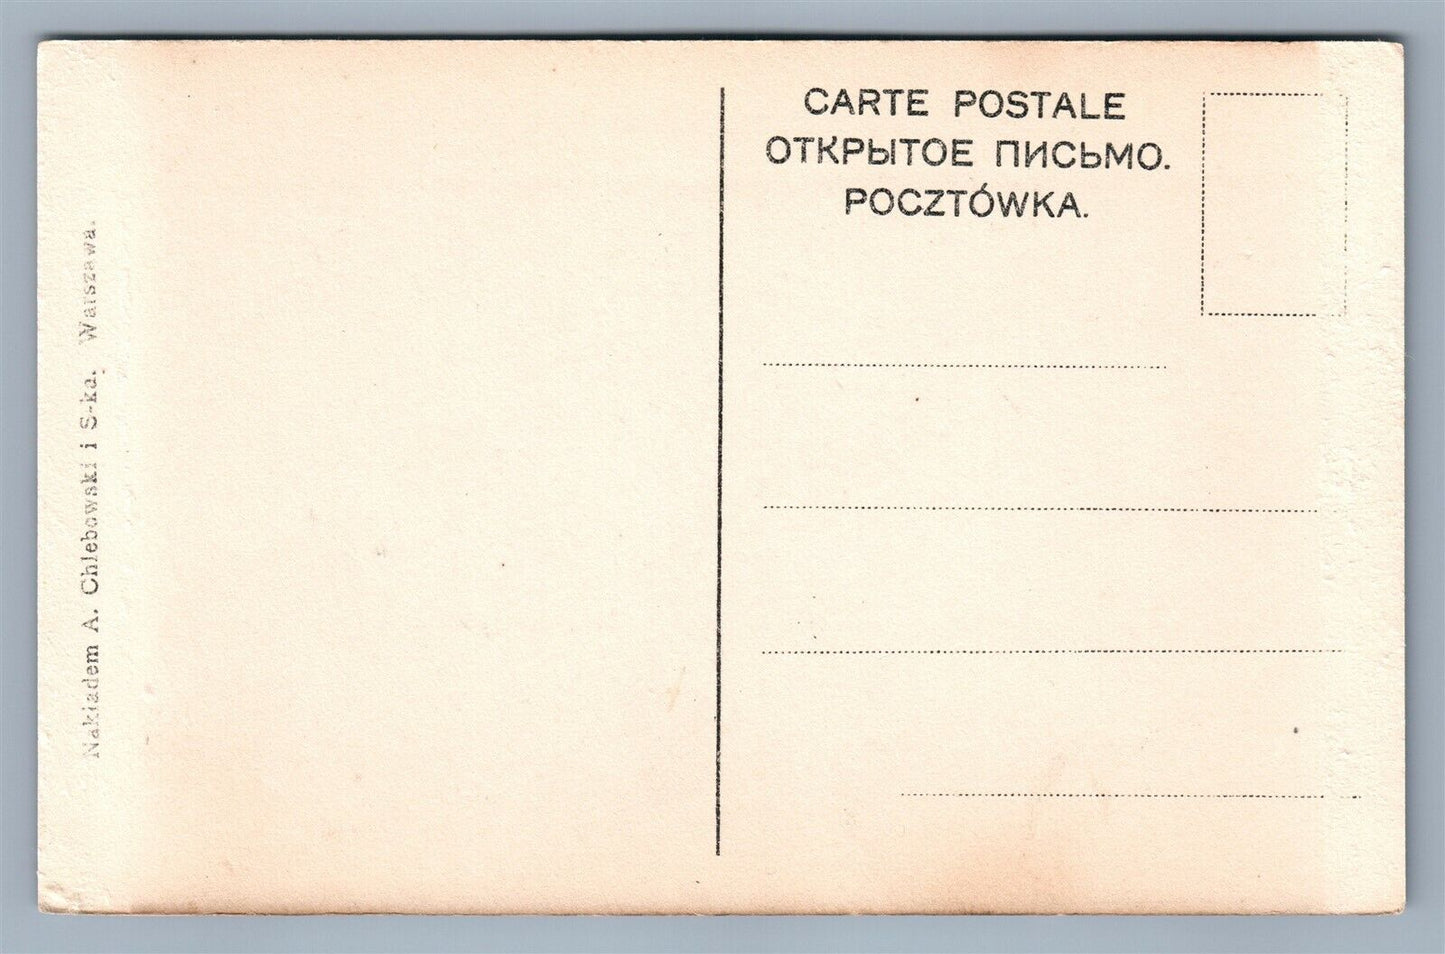 CARTE POSTALE
ОТКРЫТОЕ ПИСЬМО.
POCZTÓWKA.
Nakładem A. Chlebowski i S-ka. Warszawa.